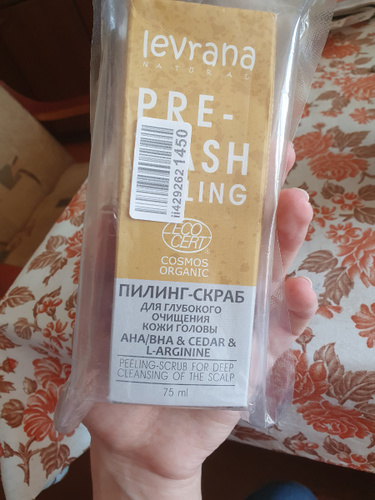 levrana
NATURAL
PRE-
SH
LING
ii4292621450
ECO
CERT
COSMOS
ORGANIC
ПИЛИНГ-СКРАБ
ДЛЯ ГЛУБОКОГО
ОЧИЩЕНИЯ
КОЖИ ГОЛОВЫ
AHA/BHA & CEDAR &
L-ARGININE
PEELING-SCRUB FOR DEEP
CLEANSING OF THE SCALP
75 ml